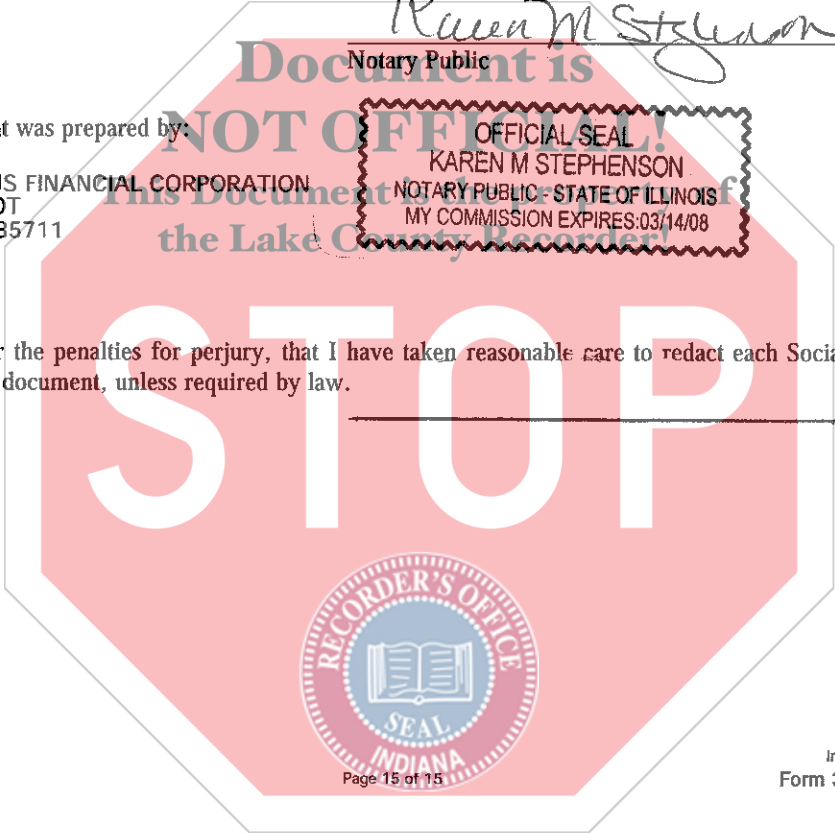 Karen M Stephenson
Notary Public
Document is
NOT OFFICIAL!
This Document is the property of
the Lake County Recorder!
t was prepared by:
US FINANCIAL CORPORATION
OT
85711
OFFICIAL SEAL
KAREN M STEPHENSON
NOTARY PUBLIC - STATE OF ILLINOIS
MY COMMISSION EXPIRES:03/14/08
r the penalties for perjury, that I have taken reasonable care to redact each Socia
document, unless required by law.
STOP
RECORDER'S OFFICE
SEAL
INDIANA
Page 15 of 15
In
Form 3